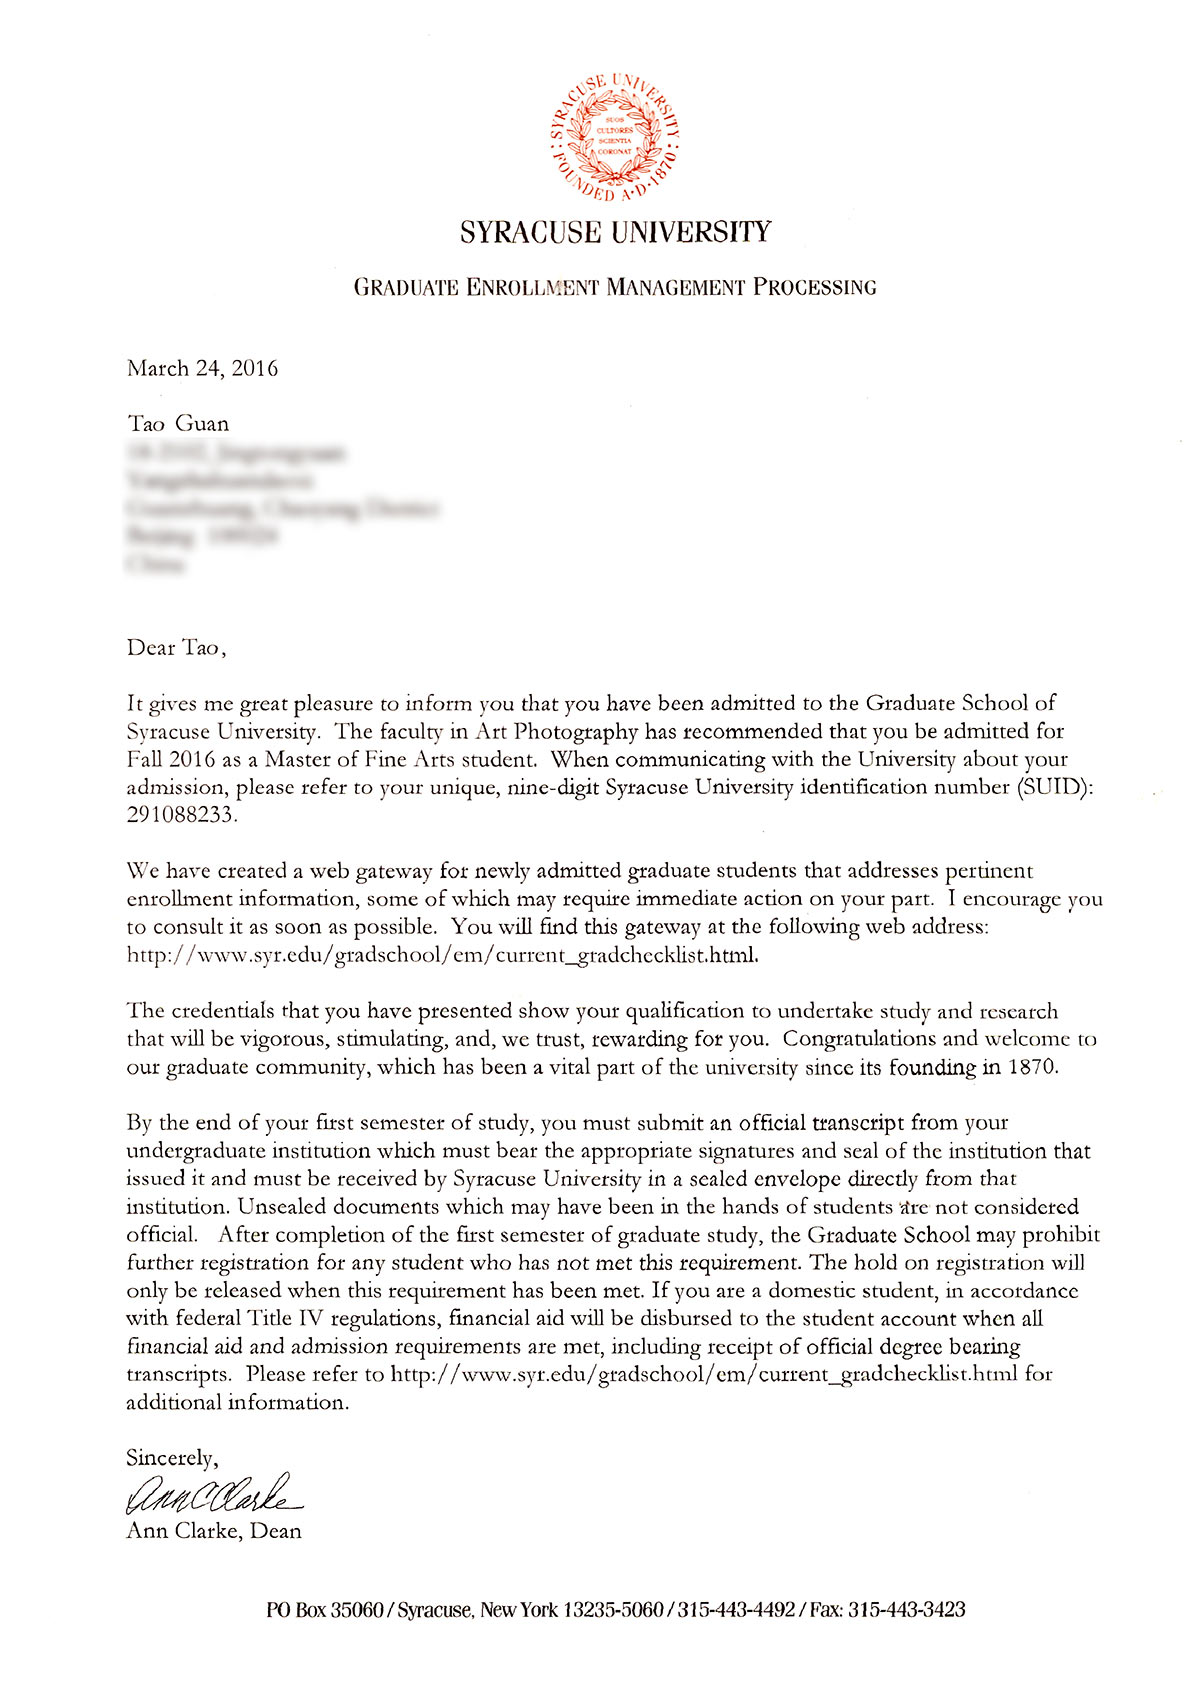 SYRACUSE UNIVERSITY
FOUNDED A·D·1870
SUOS
CULTORES
SCIENTIA
CORONAT
SYRACUSE UNIVERSITY
GRADUATE ENROLLMENT MANAGEMENT PROCESSING
March 24, 2016
Tao Guan
Dear Tao,
It gives me great pleasure to inform you that you have been admitted to the Graduate School of
Syracuse University. The faculty in Art Photography has recommended that you be admitted for
Fall 2016 as a Master of Fine Arts student. When communicating with the University about your
admission, please refer to your unique, nine-digit Syracuse University identification number (SUID):
291088233.
We have created a web gateway for newly admitted graduate students that addresses pertinent
enrollment information, some of which may require immediate action on your part. I encourage you
to consult it as soon as possible. You will find this gateway at the following web address:
http://www.syr.edu/gradschool/em/current_gradchecklist.html.
The credentials that you have presented show your qualification to undertake study and research
that will be vigorous, stimulating, and, we trust, rewarding for you. Congratulations and welcome to
our graduate community, which has been a vital part of the university since its founding in 1870.
By the end of your first semester of study, you must submit an official transcript from your
undergraduate institution which must bear the appropriate signatures and seal of the institution that
issued it and must be received by Syracuse University in a sealed envelope directly from that
institution. Unsealed documents which may have been in the hands of students are not considered
official. After completion of the first semester of graduate study, the Graduate School may prohibit
further registration for any student who has not met this requirement. The hold on registration will
only be released when this requirement has been met. If you are a domestic student, in accordance
with federal Title IV regulations, financial aid will be disbursed to the student account when all
financial aid and admission requirements are met, including receipt of official degree bearing
transcripts. Please refer to http://www.syr.edu/gradschool/em/current_gradchecklist.html for
additional information.
Sincerely,
Ann C Clarke
Ann Clarke, Dean
PO Box 35060 / Syracuse, New York 13235-5060 / 315-443-4492 / Fax: 315-443-3423